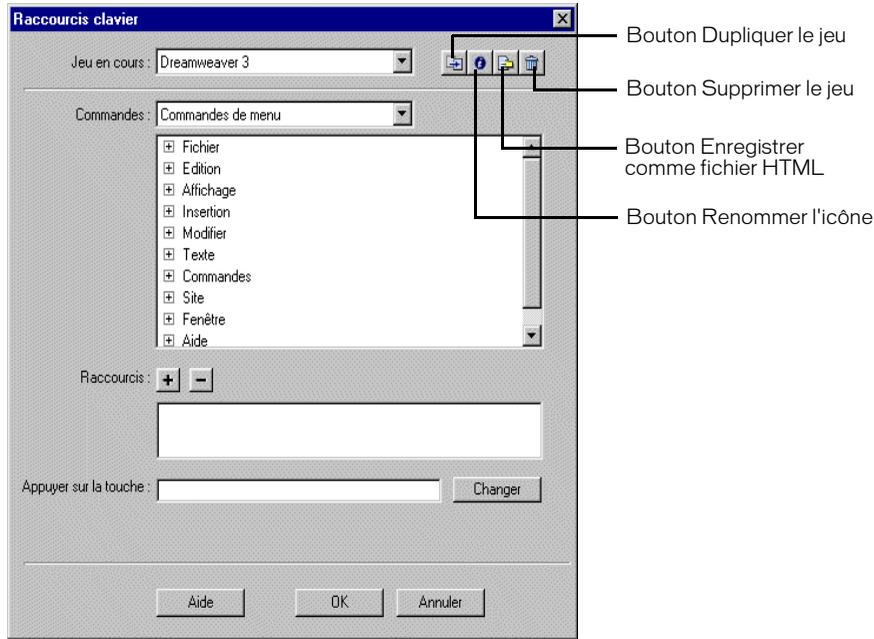 Raccourcis clavier
Jeu en cours : Dreamweaver 3
Bouton Dupliquer le jeu
Bouton Supprimer le jeu
Commandes : Commandes de menu
Bouton Enregistrer
comme fichier HTML
Bouton Renommer l'icône
Fichier
Edition
Affichage
Insertion
Modifier
Texte
Commandes
Site
Fenêtre
Aide
Raccourcis :
Appuyer sur la touche :
Changer
Aide
OK
Annuler